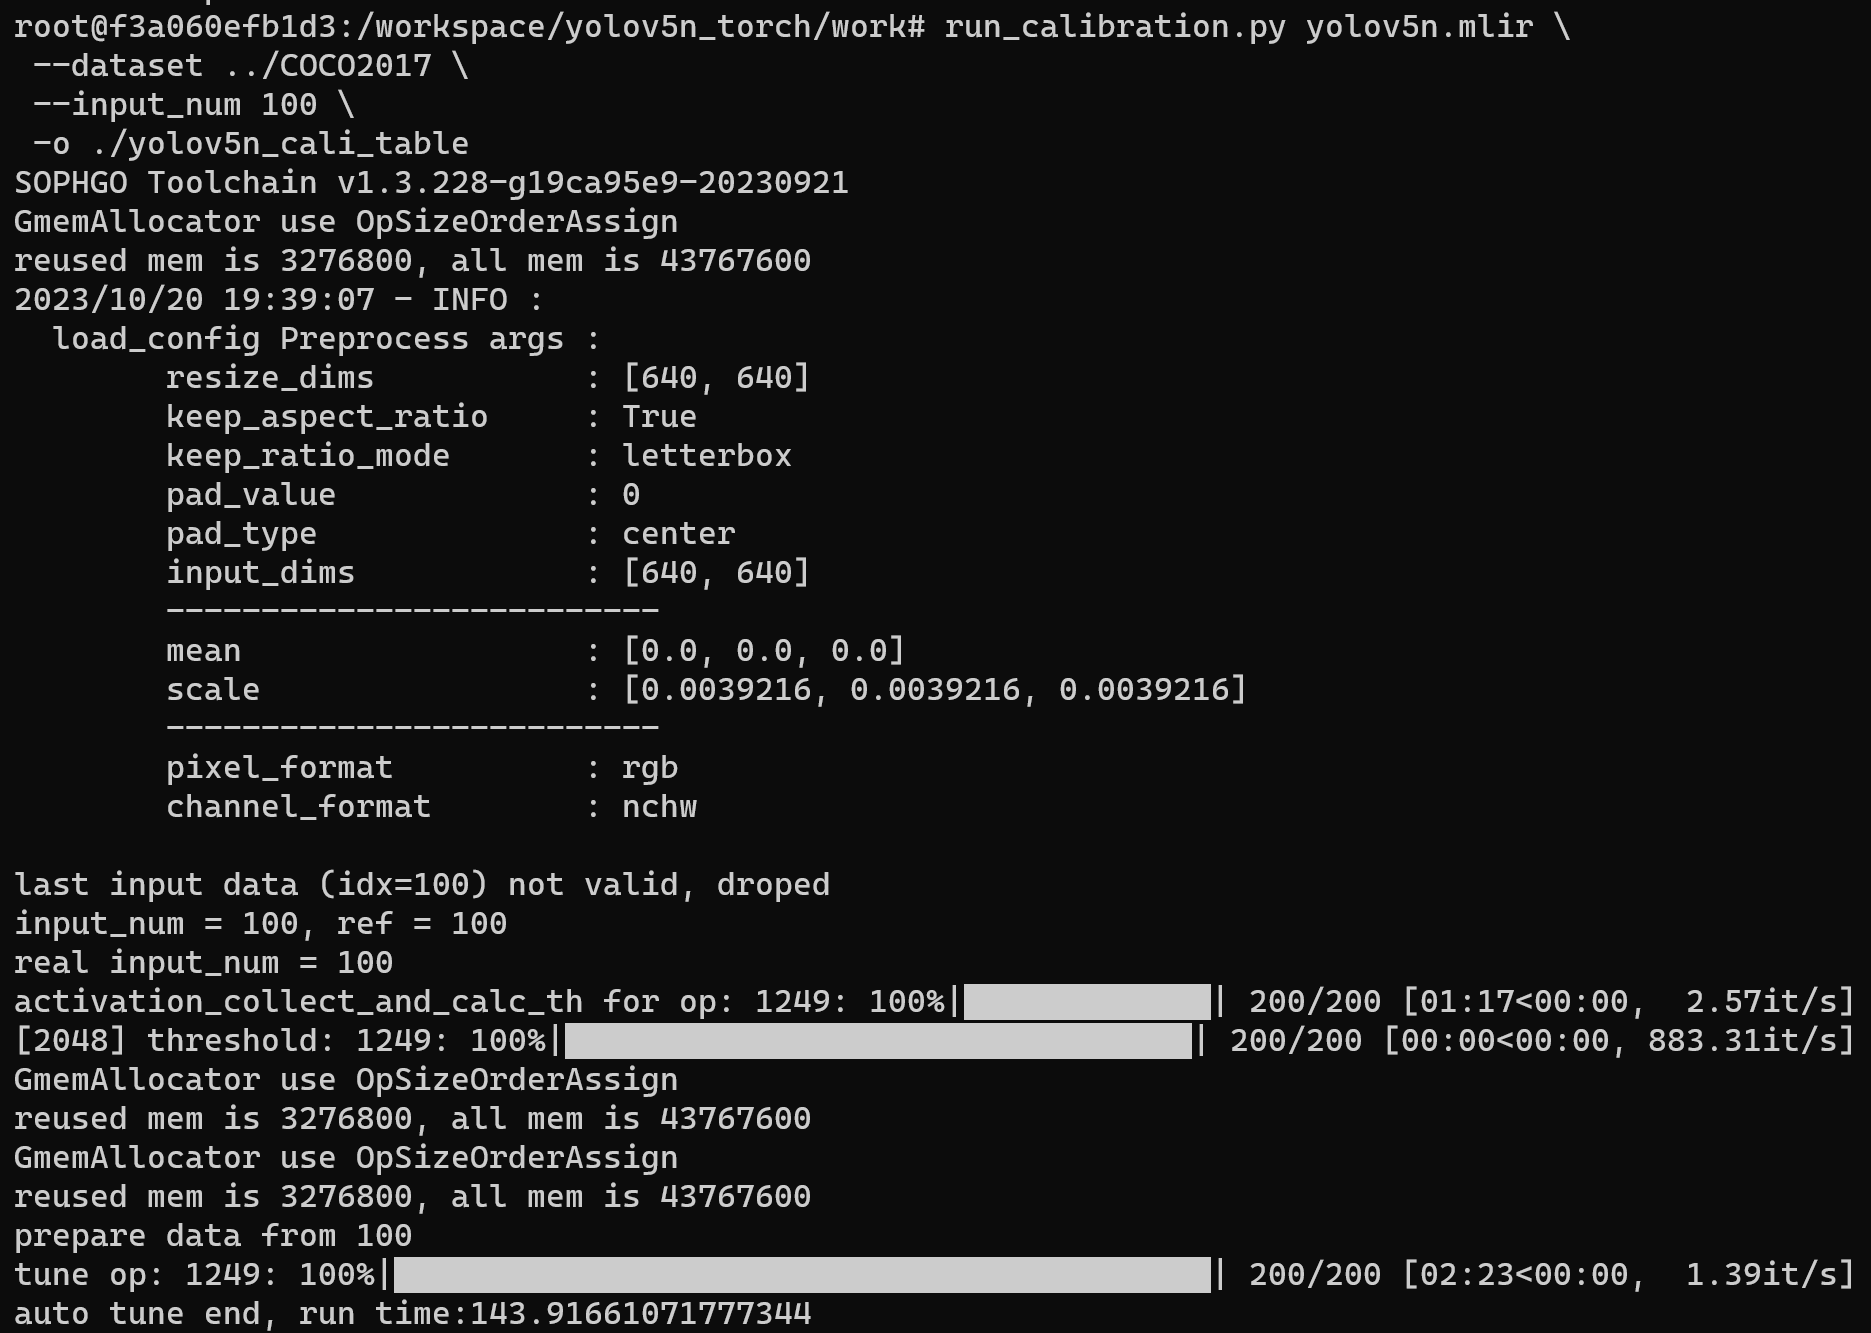 root@f3a060efb1d3:/workspace/yolov5n_torch/work# run_calibration.py yolov5n.mlir \
 --dataset ../COCO2017 \
 --input_num 100 \
 -o ./yolov5n_cali_table
SOPHGO Toolchain v1.3.228-g19ca95e9-20230921
GmemAllocator use OpSizeOrderAssign
reused mem is 3276800, all mem is 43767600
2023/10/20 19:39:07 - INFO :
  load_config Preprocess args :
        resize_dims           : [640, 640]
        keep_aspect_ratio     : True
        keep_ratio_mode       : letterbox
        pad_value             : 0
        pad_type              : center
        input_dims            : [640, 640]
        --------------------------
        mean                  : [0.0, 0.0, 0.0]
        scale                 : [0.0039216, 0.0039216, 0.0039216]
        --------------------------
        pixel_format          : rgb
        channel_format        : nchw

last input data (idx=100) not valid, droped
input_num = 100, ref = 100
real input_num = 100
activation_collect_and_calc_th for op: 1249: 100%|█████████████| 200/200 [01:17<00:00,  2.57it/s]
[2048] threshold: 1249: 100%|█████████████████████████████████| 200/200 [00:00<00:00, 883.31it/s]
GmemAllocator use OpSizeOrderAssign
reused mem is 3276800, all mem is 43767600
GmemAllocator use OpSizeOrderAssign
reused mem is 3276800, all mem is 43767600
prepare data from 100
tune op: 1249: 100%|███████████████████████████████████████████| 200/200 [02:23<00:00,  1.39it/s]
auto tune end, run time:143.91661071777344